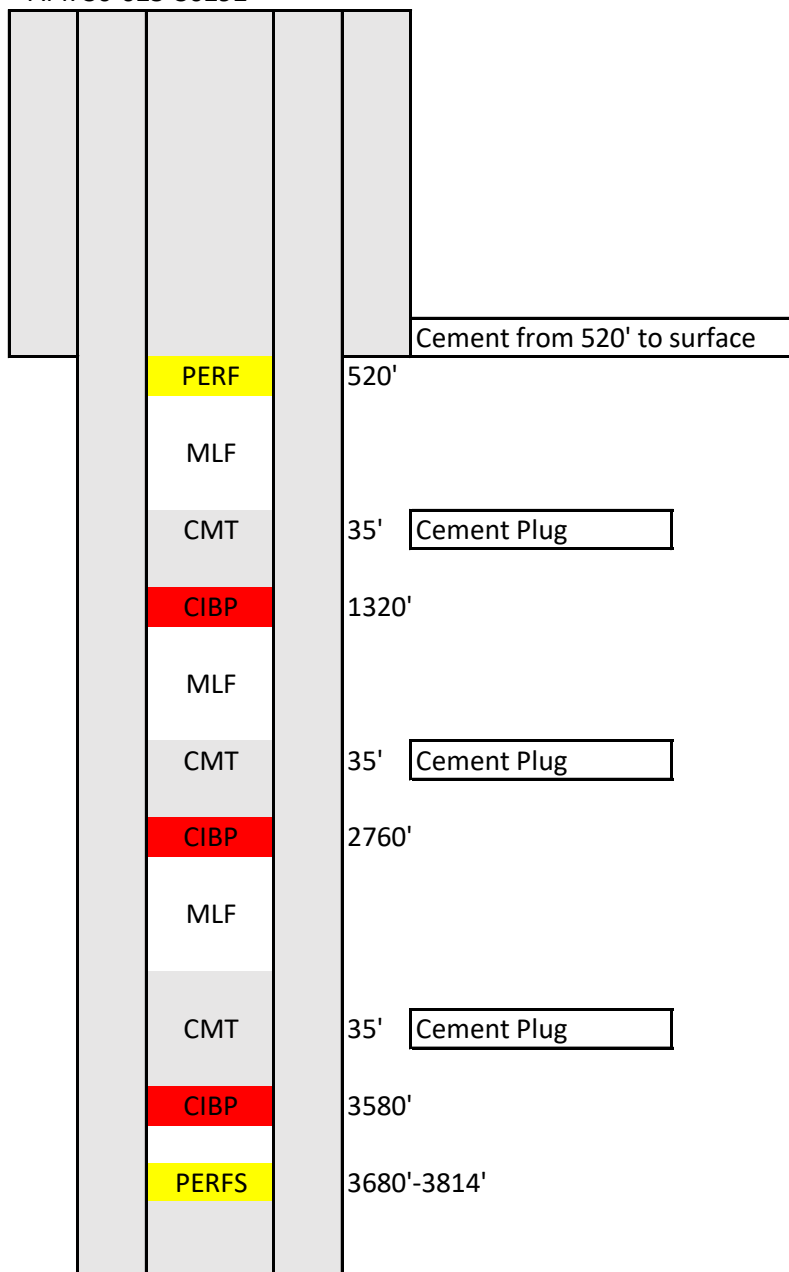 Cement from 520' to surface
PERF 520'
MLF
CMT 35' Cement Plug
CIBP 1320'
MLF
CMT 35' Cement Plug
CIBP 2760'
MLF
CMT 35' Cement Plug
CIBP 3580'
PERFS 3680'-3814'